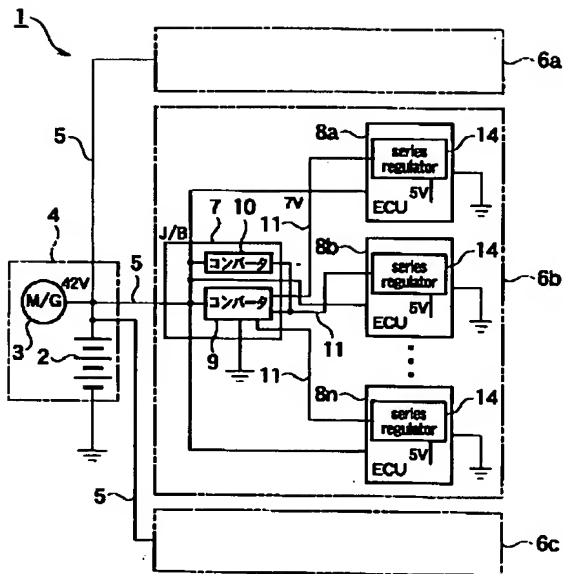 1
6a
5
8a
14
series
regulator
5V
ECU
7V
11
4
J/B
7
10
コンバータ
8b
14
series
regulator
5V
ECU
6b
42V
5
M/G
コンバータ
3
2
9
11
11
8n
14
series
regulator
5V
ECU
5
6c